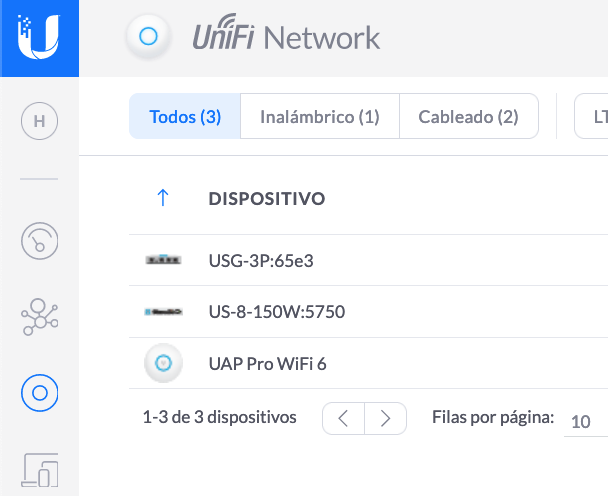 UniFi Network
H
Todos (3) Inalámbrico (1) Cableado (2) LT
DISPOSITIVO
USG-3P:65e3
US-8-150W:5750
UAP Pro WiFi 6
1-3 de 3 dispositivos Filas por página: 10